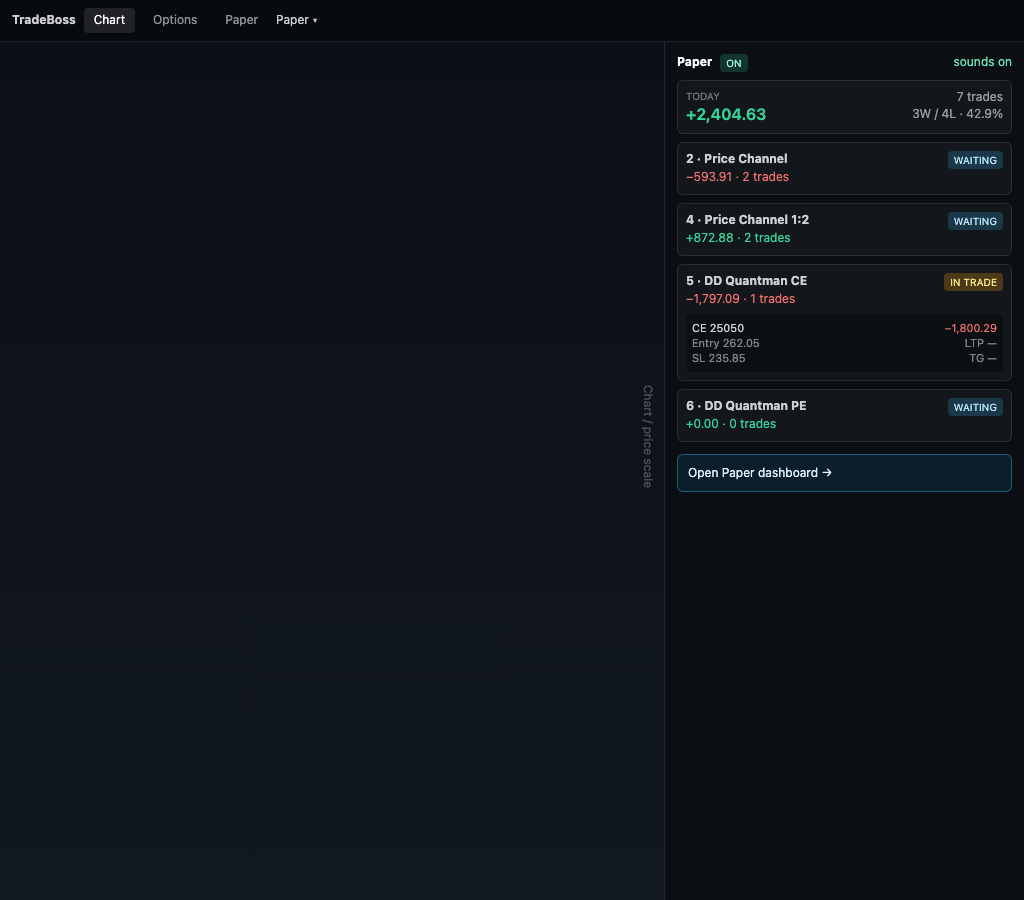 TradeBoss Chart Options Paper Paper ▾
Paper ON sounds on
TODAY 7 trades
+2,404.63 3W / 4L · 42.9%
2 · Price Channel WAITING
−593.91 · 2 trades
4 · Price Channel 1:2 WAITING
+872.88 · 2 trades
5 · DD Quantman CE IN TRADE
−1,797.09 · 1 trades
CE 25050 −1,800.29
Entry 262.05 LTP —
SL 235.85 TG —
6 · DD Quantman PE WAITING
+0.00 · 0 trades
Open Paper dashboard →
Chart / price scale